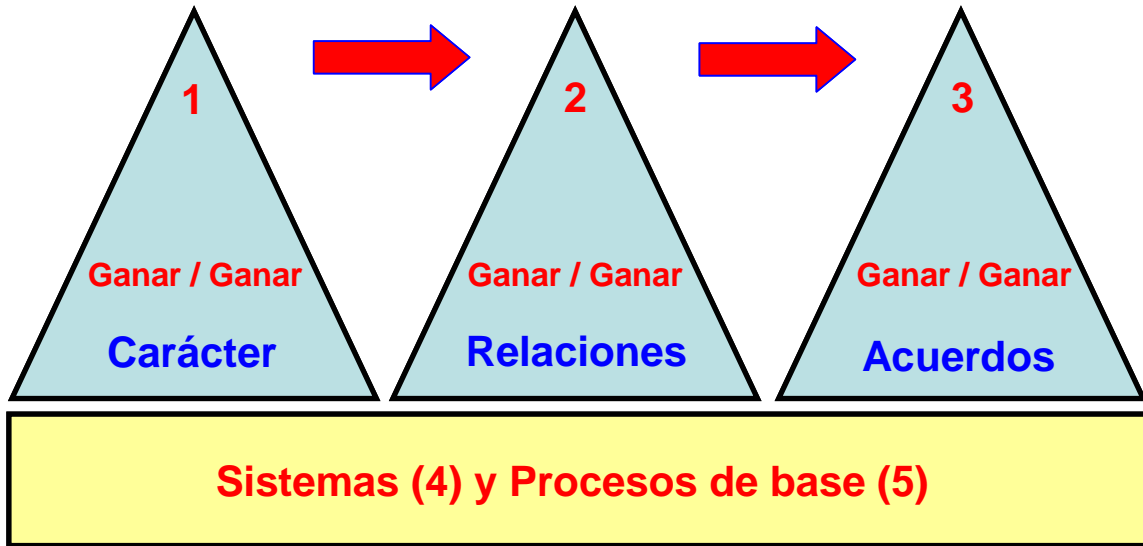 1
2
3
Ganar / Ganar
Ganar / Ganar
Ganar / Ganar
Carácter
Relaciones
Acuerdos
Sistemas (4) y Procesos de base (5)